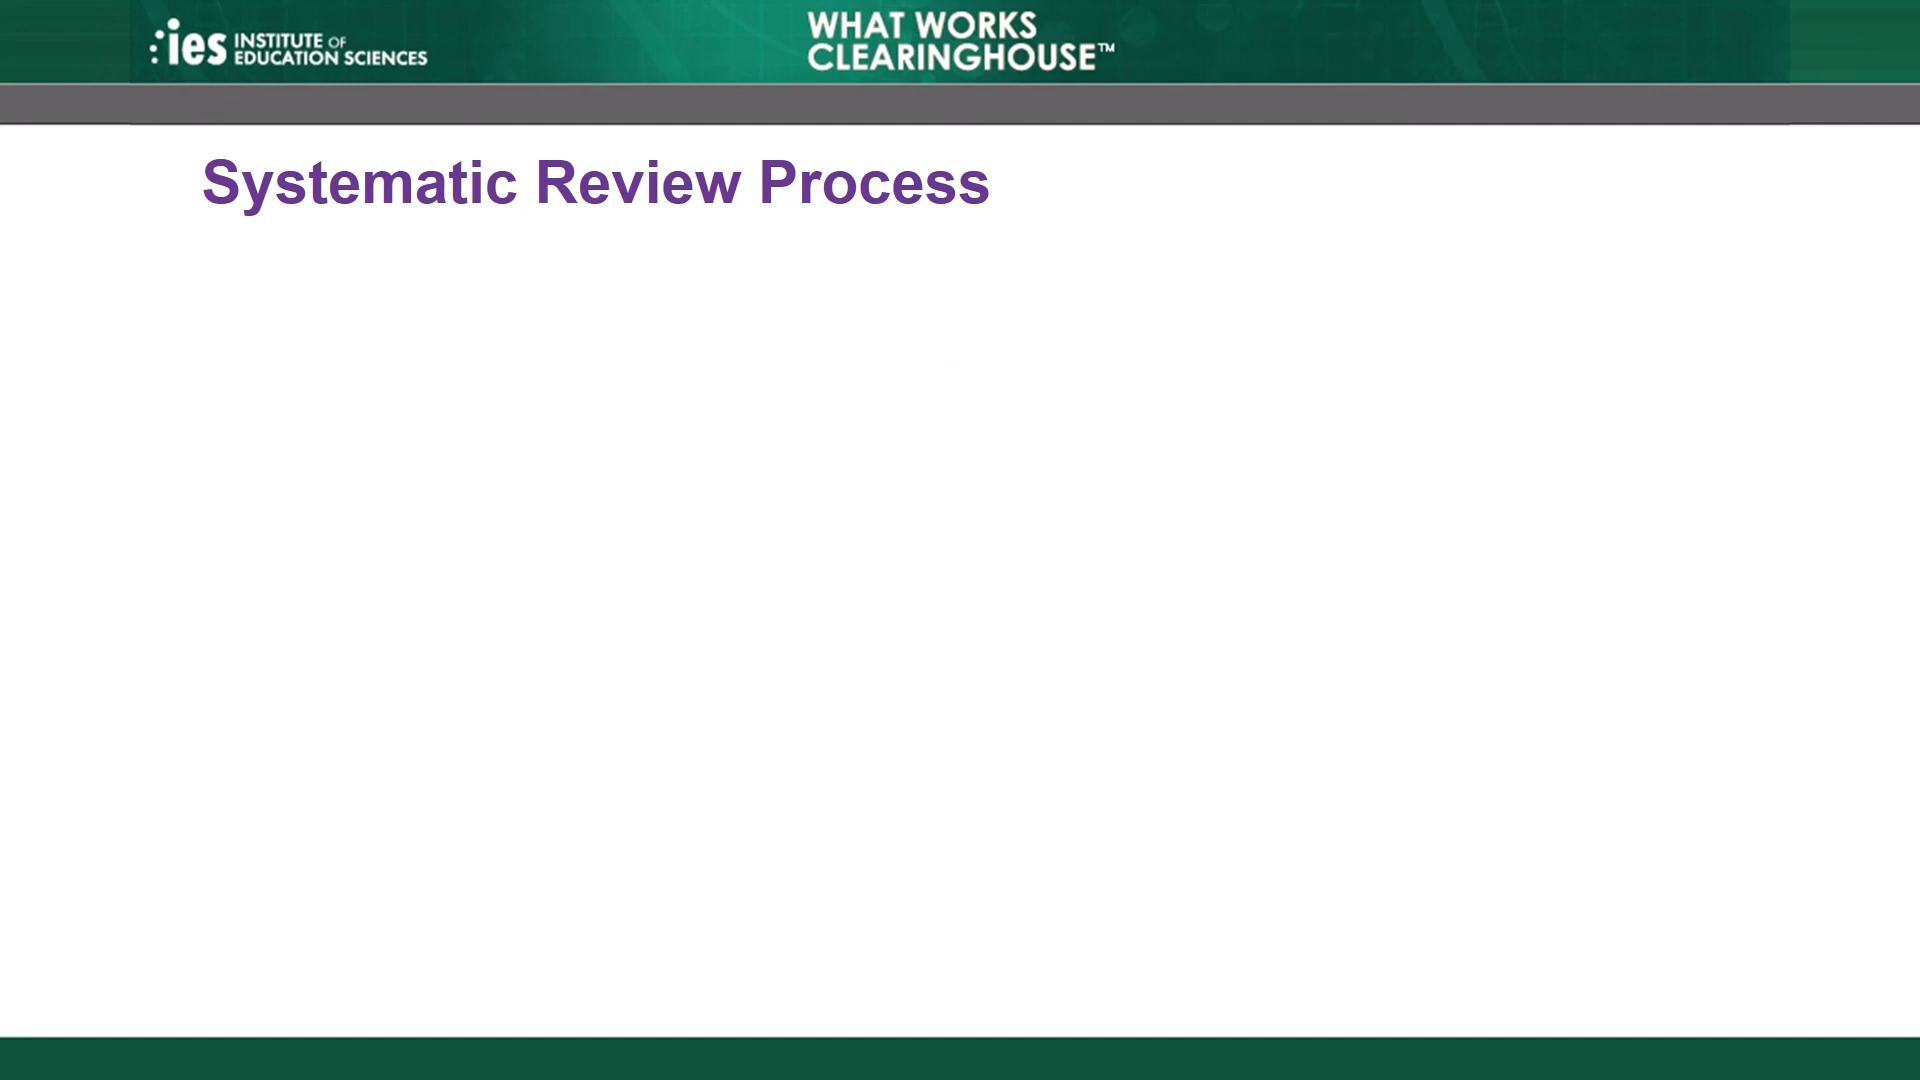 ies INSTITUTE OF
EDUCATION SCIENCES
WHAT WORKS
CLEARINGHOUSE™
Systematic Review Process